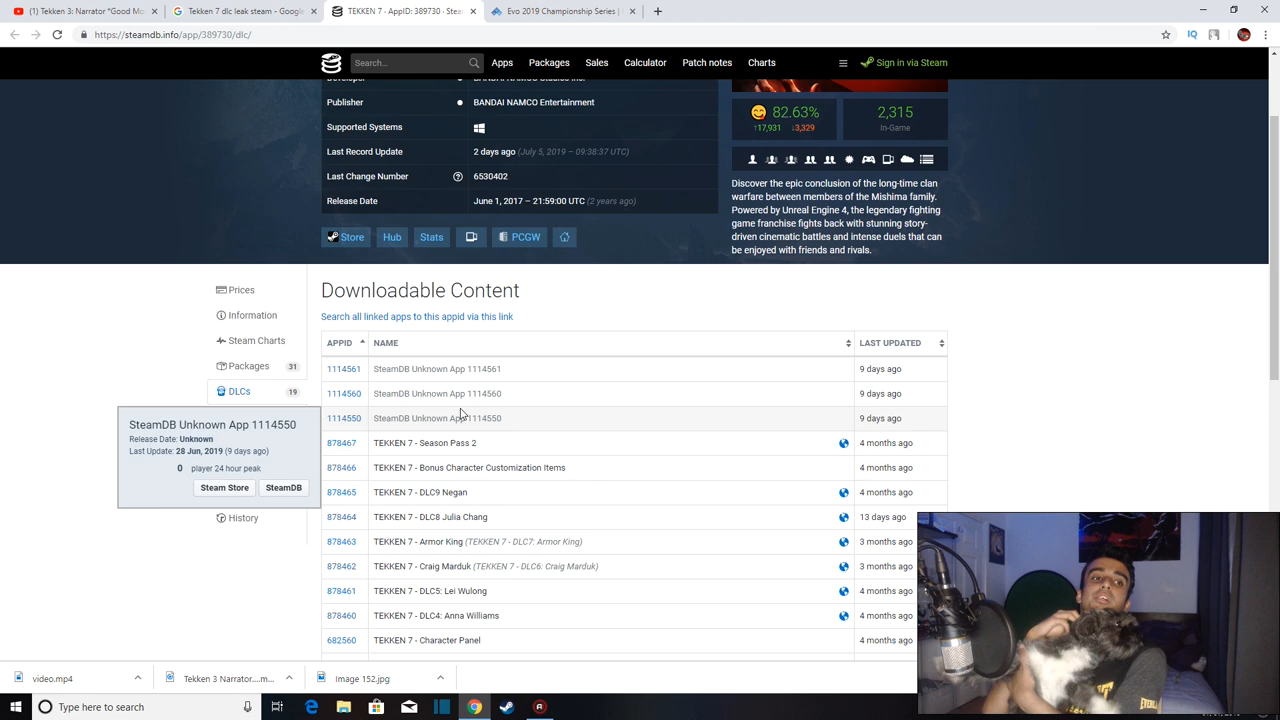 (1) Tekken 3: Narrator "Good Mo
Tekken 7 dlc leak steam - Google
TEKKEN 7 - AppID: 389730 - Stea
Evo 2019 Championship Series |
https://steamdb.info/app/389730/dlc/
IQ
Search...
Apps
Packages
Sales
Calculator
Patch notes
Charts
Sign in via Steam
Publisher
BANDAI NAMCO Entertainment
Supported Systems
Last Record Update
2 days ago (July 5, 2019 – 09:38:37 UTC)
Last Change Number
6530402
Release Date
June 1, 2017 – 21:59:00 UTC (2 years ago)
82.63%
↑17,931 ↓3,329
2,315
In-Game
Discover the epic conclusion of the long-time clan
warfare between members of the Mishima family.
Powered by Unreal Engine 4, the legendary fighting
game franchise fights back with stunning story-
driven cinematic battles and intense duels that can
be enjoyed with friends and rivals.
Store
Hub
Stats
PCGW
Prices
Information
Steam Charts
Packages 31
DLCs 19
SteamDB Unknown App 1114550
Release Date: Unknown
Last Update: 28 Jun, 2019 (9 days ago)
0 player 24 hour peak
Steam Store
SteamDB
History
Downloadable Content
Search all linked apps to this appid via this link
APPID NAME LAST UPDATED
1114561 SteamDB Unknown App 1114561 9 days ago
1114560 SteamDB Unknown App 1114560 9 days ago
1114550 SteamDB Unknown App 1114550 9 days ago
878467 TEKKEN 7 - Season Pass 2 4 months ago
878466 TEKKEN 7 - Bonus Character Customization Items 4 months ago
878465 TEKKEN 7 - DLC9 Negan 4 months ago
878464 TEKKEN 7 - DLC8 Julia Chang 13 days ago
878463 TEKKEN 7 - Armor King (TEKKEN 7 - DLC7: Armor King) 3 months ago
878462 TEKKEN 7 - Craig Marduk (TEKKEN 7 - DLC6: Craig Marduk) 3 months ago
878461 TEKKEN 7 - DLC5: Lei Wulong 4 months ago
878460 TEKKEN 7 - DLC4: Anna Williams 4 months ago
682560 TEKKEN 7 - Character Panel 4 months ago
video.mp4
Tekken 3 Narrator....m...
Image 152.jpg
Type here to search